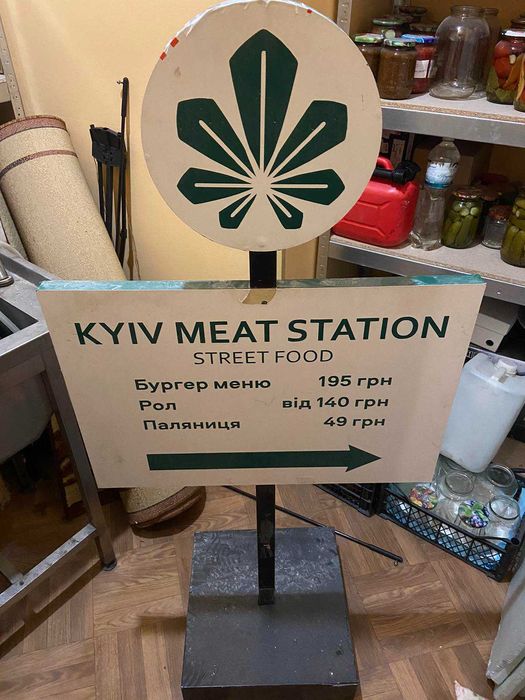 KYIV MEAT STATION
STREET FOOD
Бургер меню 195 грн
Рол від 140 грн
Паляниця 49 грн